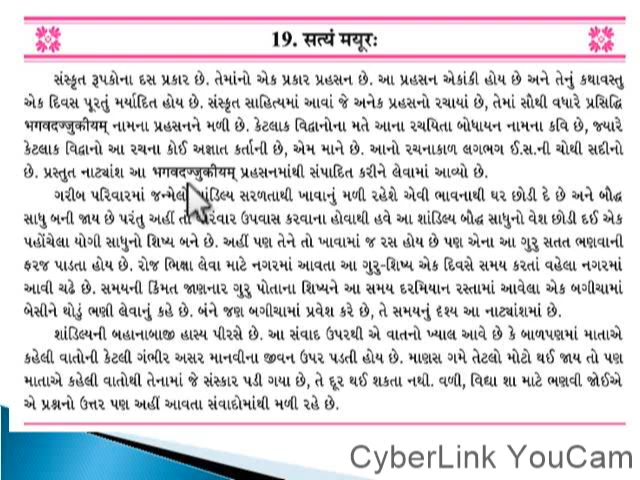 19. સત્યં મયૂરઃ
સંસ્કૃત રૂપકોના દસ પ્રકાર છે. તેમાંનો એક પ્રકાર પ્રહસન છે. આ પ્રહસન એકાંકી હોય છે અને તેનું કથાવસ્તુ
એક દિવસ પૂરતું મર્યાદિત હોય છે. સંસ્કૃત સાહિત્યમાં આવાં જે અનેક પ્રહસનો રચાયાં છે, તેમાં સૌથી વધારે પ્રસિદ્ધિ
भगवदज्जुकीयम् નામના પ્રહસનને મળી છે. કેટલાક વિદ્વાનોના મતે આના રચયિતા બોધાયન નામના કવિ છે, જ્યારે
કેટલાક વિદ્વાનો આ રચના કોઈ અજ્ઞાત કર્તાની છે, એમ માને છે. આનો રચનાકાળ લગભગ ઈ.સ.ની ચોથી સદીનો
છે. પ્રસ્તુત નાટ્યાંશ આ भगवदज्जुकीयम् પ્રહસનમાંથી સંપાદિત કરીને લેવામાં આવ્યો છે.
ગરીબ પરિવારમાં જન્મેલો શાંડિલ્ય સરળતાથી ખાવાનું મળી રહેશે એવી ભાવનાથી ઘર છોડી દે છે અને બૌદ્ધ
સાધુ બની જાય છે પરંતુ અહીં તો પરિવાર ઉપવાસ કરવાના હોવાથી હવે આ શાંડિલ્ય બૌદ્ધ સાધુનો વેશ છોડી દઈ એક
પહોંચેલા યોગી સાધુનો શિષ્ય બને છે. અહીં પણ તેને તો ખાવામાં જ રસ હોય છે પણ એના આ ગુરુ સતત ભણવાની
ફરજ પાડતા હોય છે. રોજ ભિક્ષા લેવા માટે નગરમાં આવતા આ ગુરુ-શિષ્ય એક દિવસે સમય કરતાં વહેલા નગરમાં
આવી ચઢે છે. સમયની કિંમત જાણનાર ગુરુ પોતાના શિષ્યને આ સમય દરમિયાન રસ્તામાં આવેલા એક બગીચામાં
બેસીને થોડું ભણી લેવાનું કહે છે. બંને જણ બગીચામાં પ્રવેશ કરે છે, તે સમયનું દૃશ્ય આ નાટ્યાંશમાં છે.
શાંડિલ્યની બહાનાબાજી હાસ્ય પીરસે છે. આ સંવાદ ઉપરથી એ વાતનો ખ્યાલ આવે છે કે બાળપણમાં માતાએ
કહેલી વાતોની કેટલી ગંભીર અસર માનવીના જીવન ઉપર પડતી હોય છે. માણસ ગમે તેટલો મોટો થઈ જાય તો પણ
માતાએ કહેલી વાતોથી તેનામાં જે સંસ્કાર પડી ગયા છે, તે દૂર થઈ શકતા નથી. વળી, વિદ્યા શા માટે ભણવી જોઈએ
એ પ્રશ્નનો ઉત્તર પણ અહીં આવતા સંવાદોમાંથી મળી રહે છે.
CyberLink YouCam